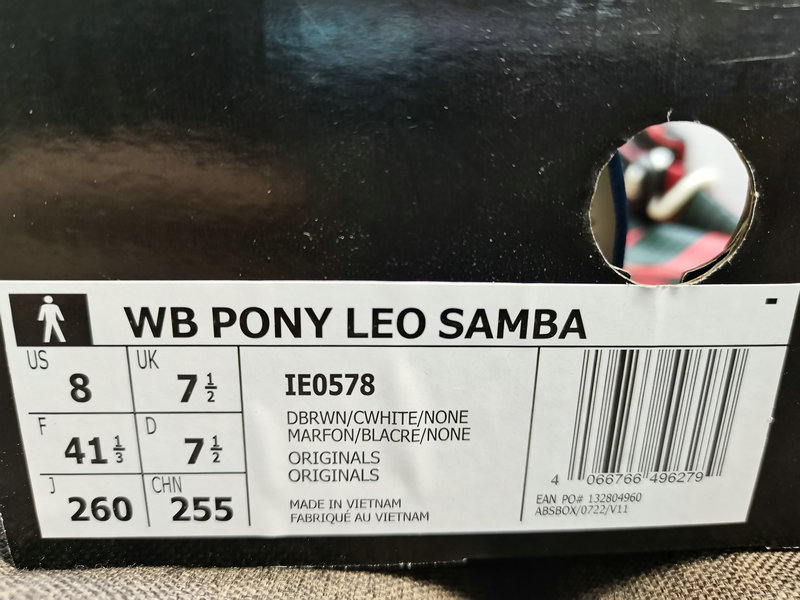 WB PONY LEO SAMBA
-
US 8
UK 7 1/2
F 41 1/3
D 7 1/2
J 260
CHN 255
IE0578
DBRWN/CWHITE/NONE
MARFON/BLACRE/NONE
ORIGINALS
ORIGINALS
MADE IN VIETNAM
FABRIQUÉ AU VIETNAM
4 066766 496279
EAN PO# 132804960
ABSBOX/0722/V11